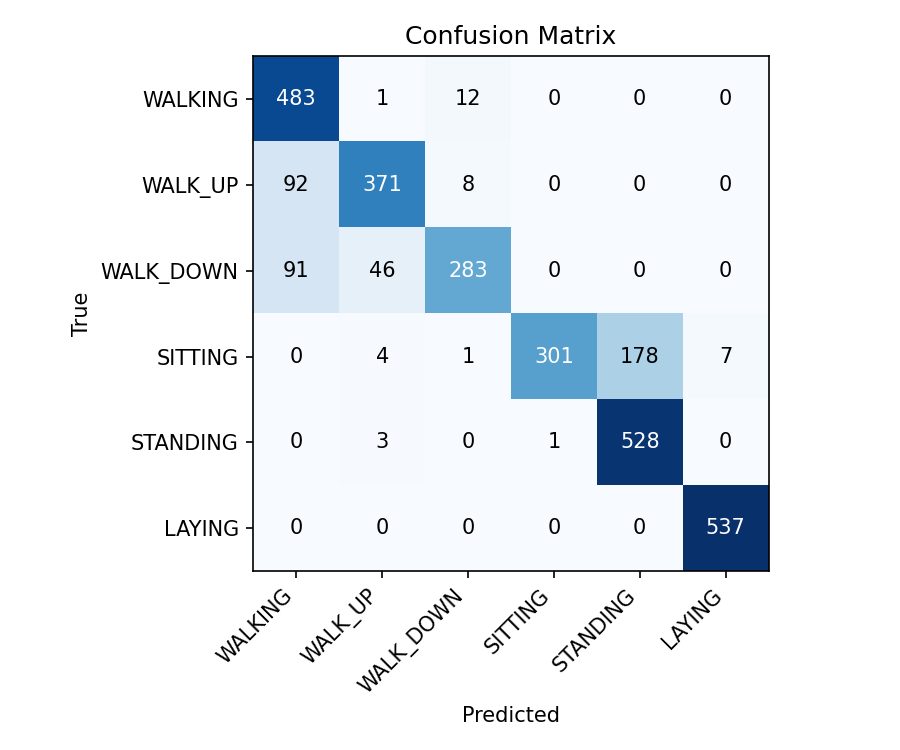 Confusion Matrix
True
WALKING 483 1 12 0 0 0
WALK_UP 92 371 8 0 0 0
WALK_DOWN 91 46 283 0 0 0
SITTING 0 4 1 301 178 7
STANDING 0 3 0 1 528 0
LAYING 0 0 0 0 0 537
WALKING WALK_UP WALK_DOWN SITTING STANDING LAYING
Predicted